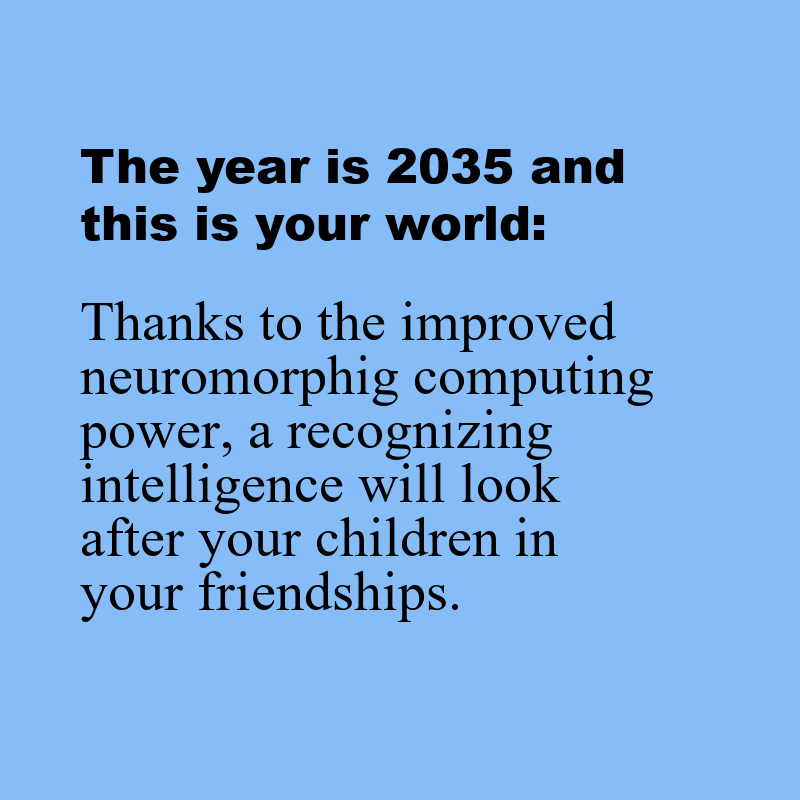 The year is 2035 and
this is your world:
Thanks to the improved
neuromorphig computing
power, a recognizing
intelligence will look
after your children in
your friendships.